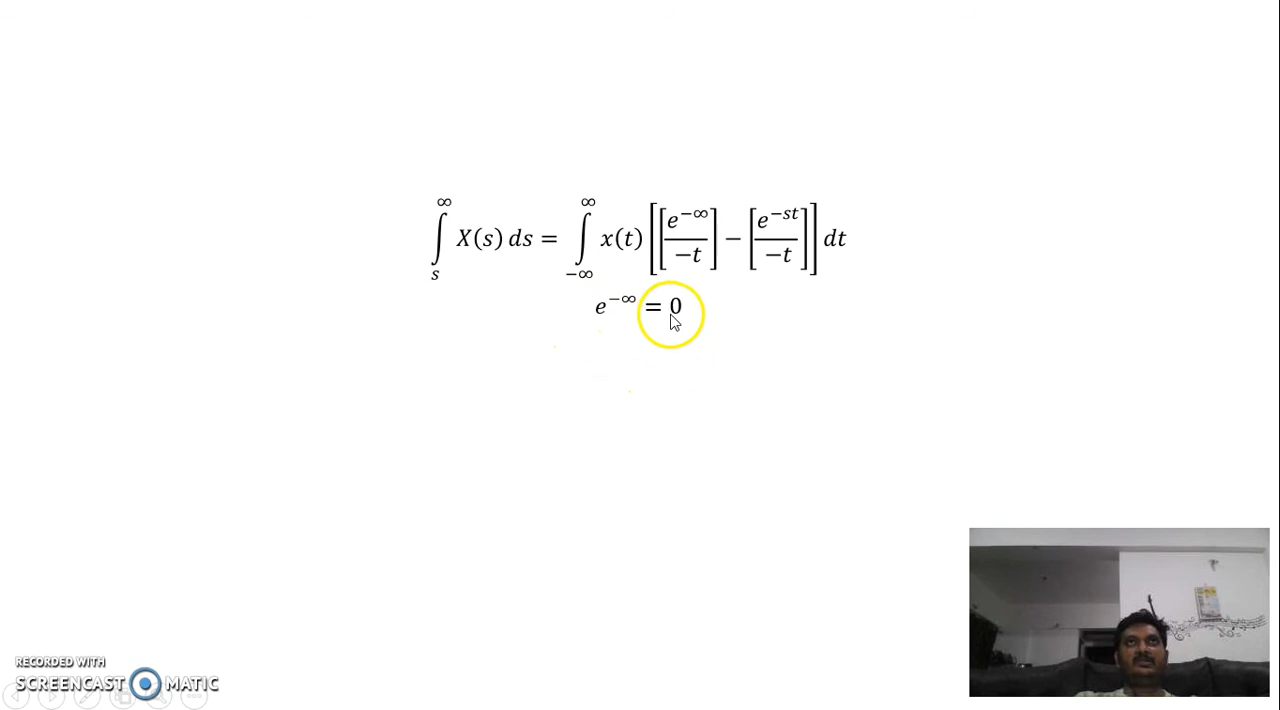 ∫_s^∞ X(s) ds = ∫_{−∞}^∞ x(t) [[e^{−∞}/−t] − [e^{−st}/−t]] dt
e^{−∞} = 0
RECORDED WITH
SCREENCAST MATIC